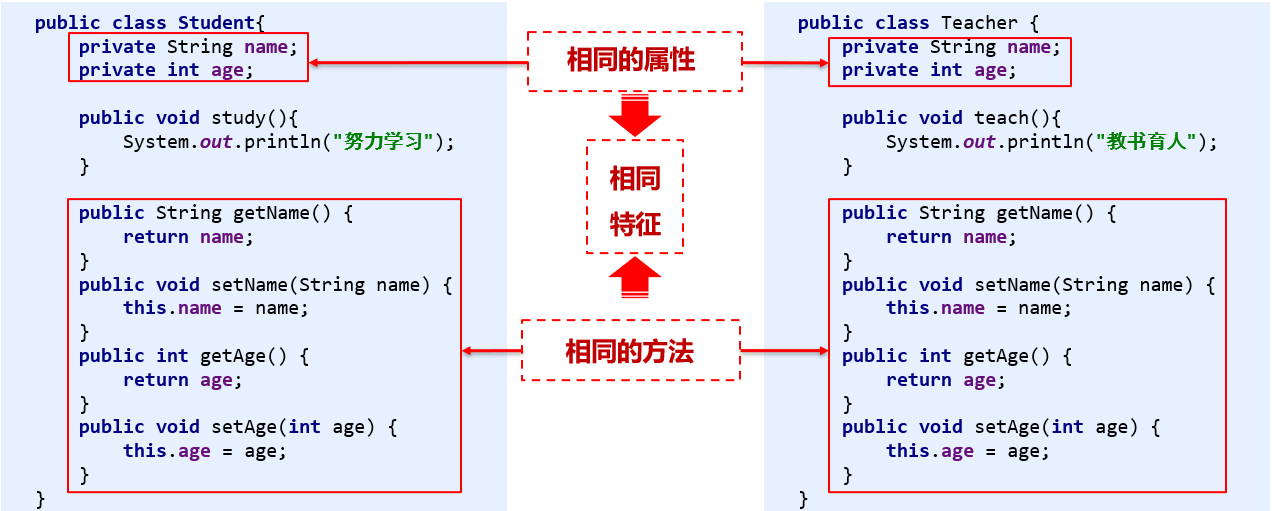 public class Student{
private String name;
private int age;
public void study(){
System.out.println("努力学习");
}
public String getName() {
return name;
}
public void setName(String name) {
this.name = name;
}
public int getAge() {
return age;
}
public void setAge(int age) {
this.age = age;
}
}
相同的属性
相同
特征
相同的方法
public class Teacher {
private String name;
private int age;
public void teach(){
System.out.println("教书育人");
}
public String getName() {
return name;
}
public void setName(String name) {
this.name = name;
}
public int getAge() {
return age;
}
public void setAge(int age) {
this.age = age;
}
}